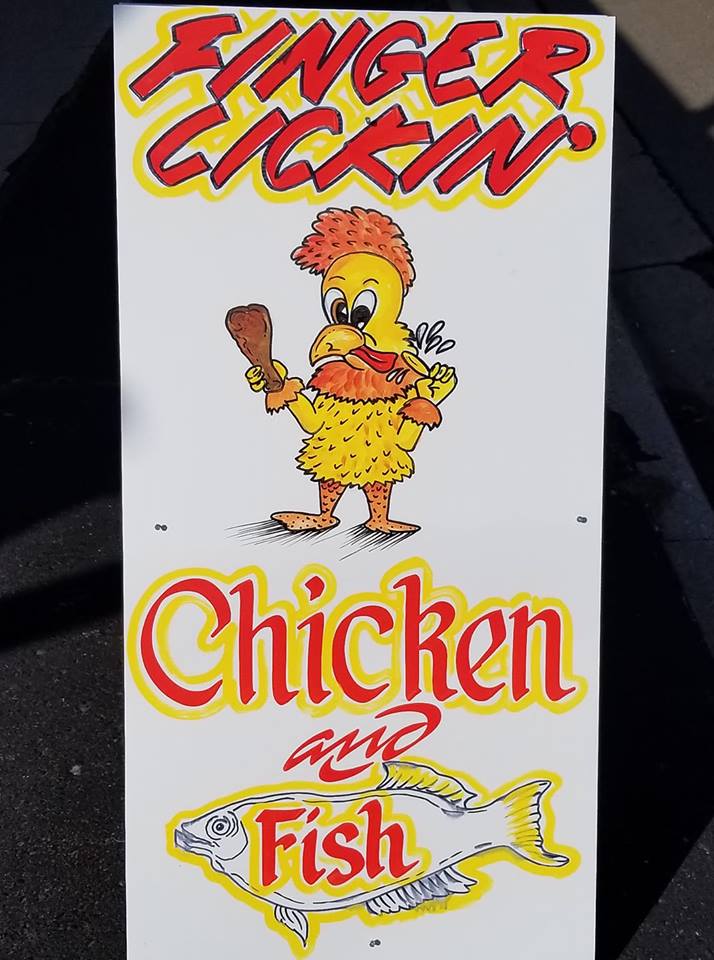 FINGER
LICKIN'
Chicken
and
Fish